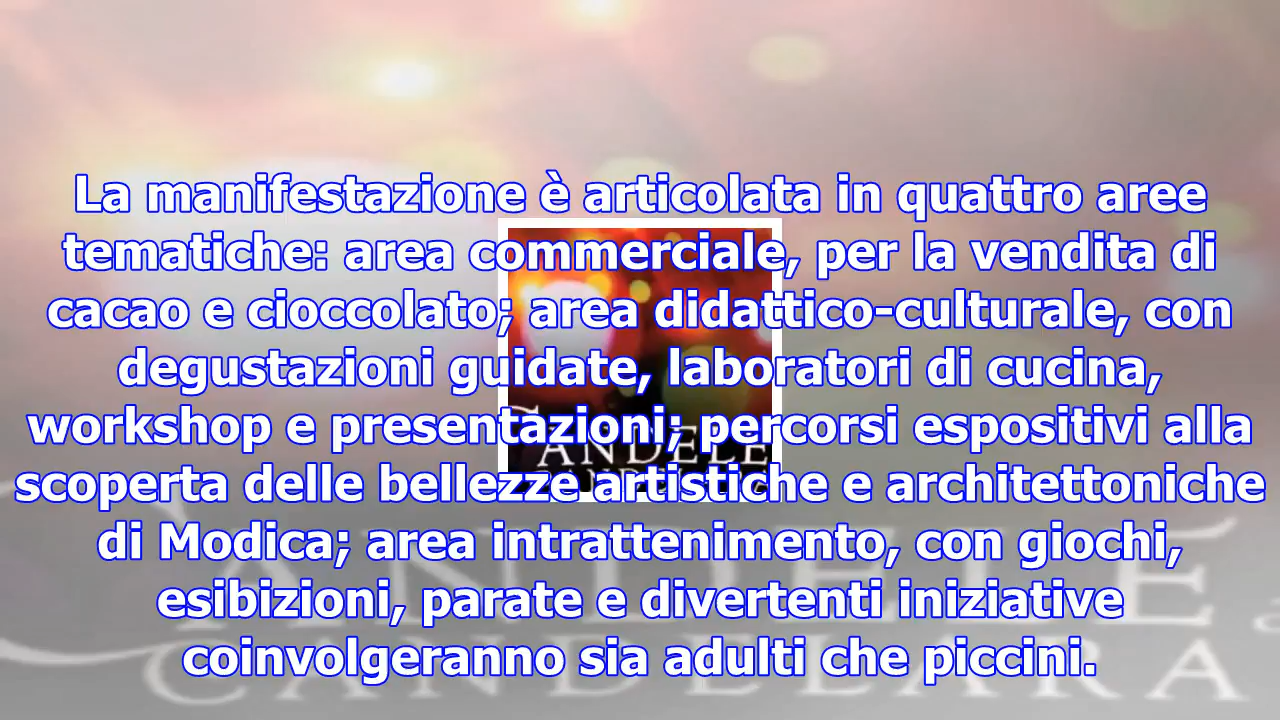 La manifestazione è articolata in quattro aree
tematiche: area commerciale, per la vendita di
cacao e cioccolato; area didattico-culturale, con
degustazioni guidate, laboratori di cucina,
workshop e presentazioni; percorsi espositivi alla
scoperta delle bellezze artistiche e architettoniche
di Modica; area intrattenimento, con giochi,
esibizioni, parate e divertenti iniziative
coinvolgeranno sia adulti che piccini.
CANDELE
CANDELARA